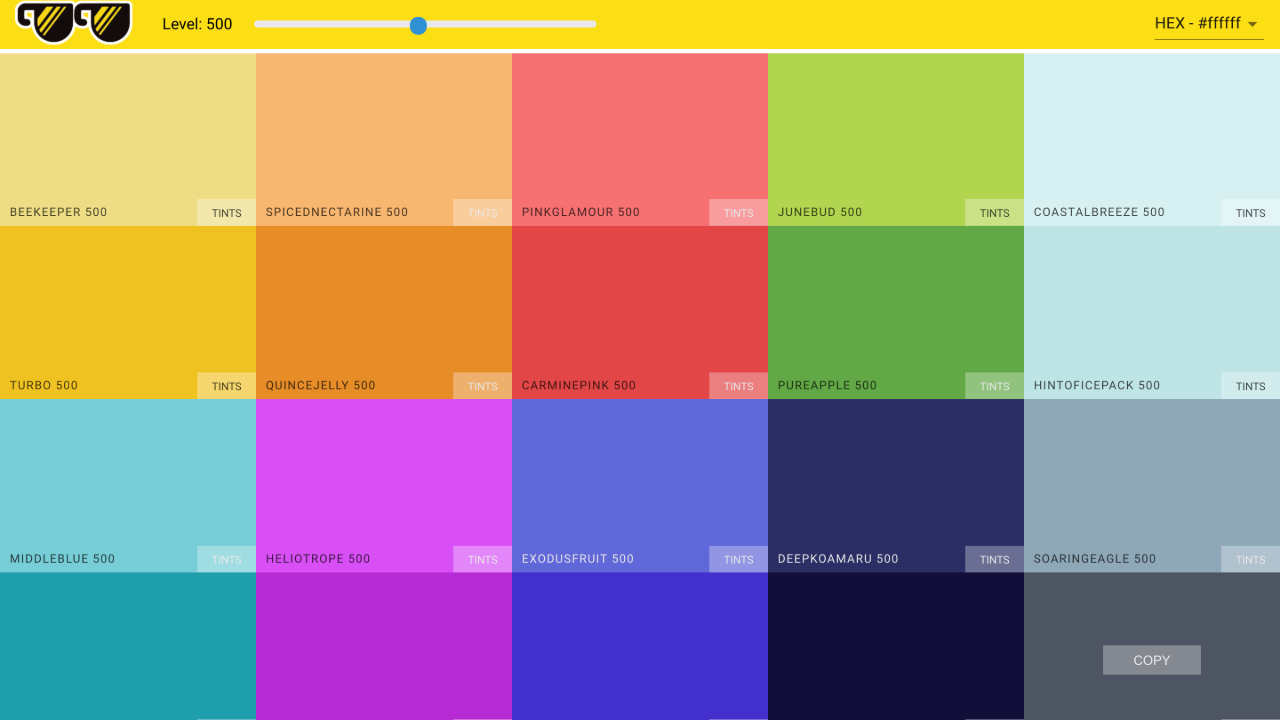 Level: 500
HEX - #ffffff
BEEKEEPER 500 TINTS
SPICEDNECTARINE 500 TINTS
PINKGLAMOUR 500 TINTS
JUNEBUD 500 TINTS
COASTALBREEZE 500 TINTS
TURBO 500 TINTS
QUINCEJELLY 500 TINTS
CARMINEPINK 500 TINTS
PUREAPPLE 500 TINTS
HINTOFICEPACK 500 TINTS
MIDDLEBLUE 500 TINTS
HELIOTROPE 500 TINTS
EXODUSFRUIT 500 TINTS
DEEPKOAMARU 500 TINTS
SOARINGEAGLE 500 TINTS
COPY